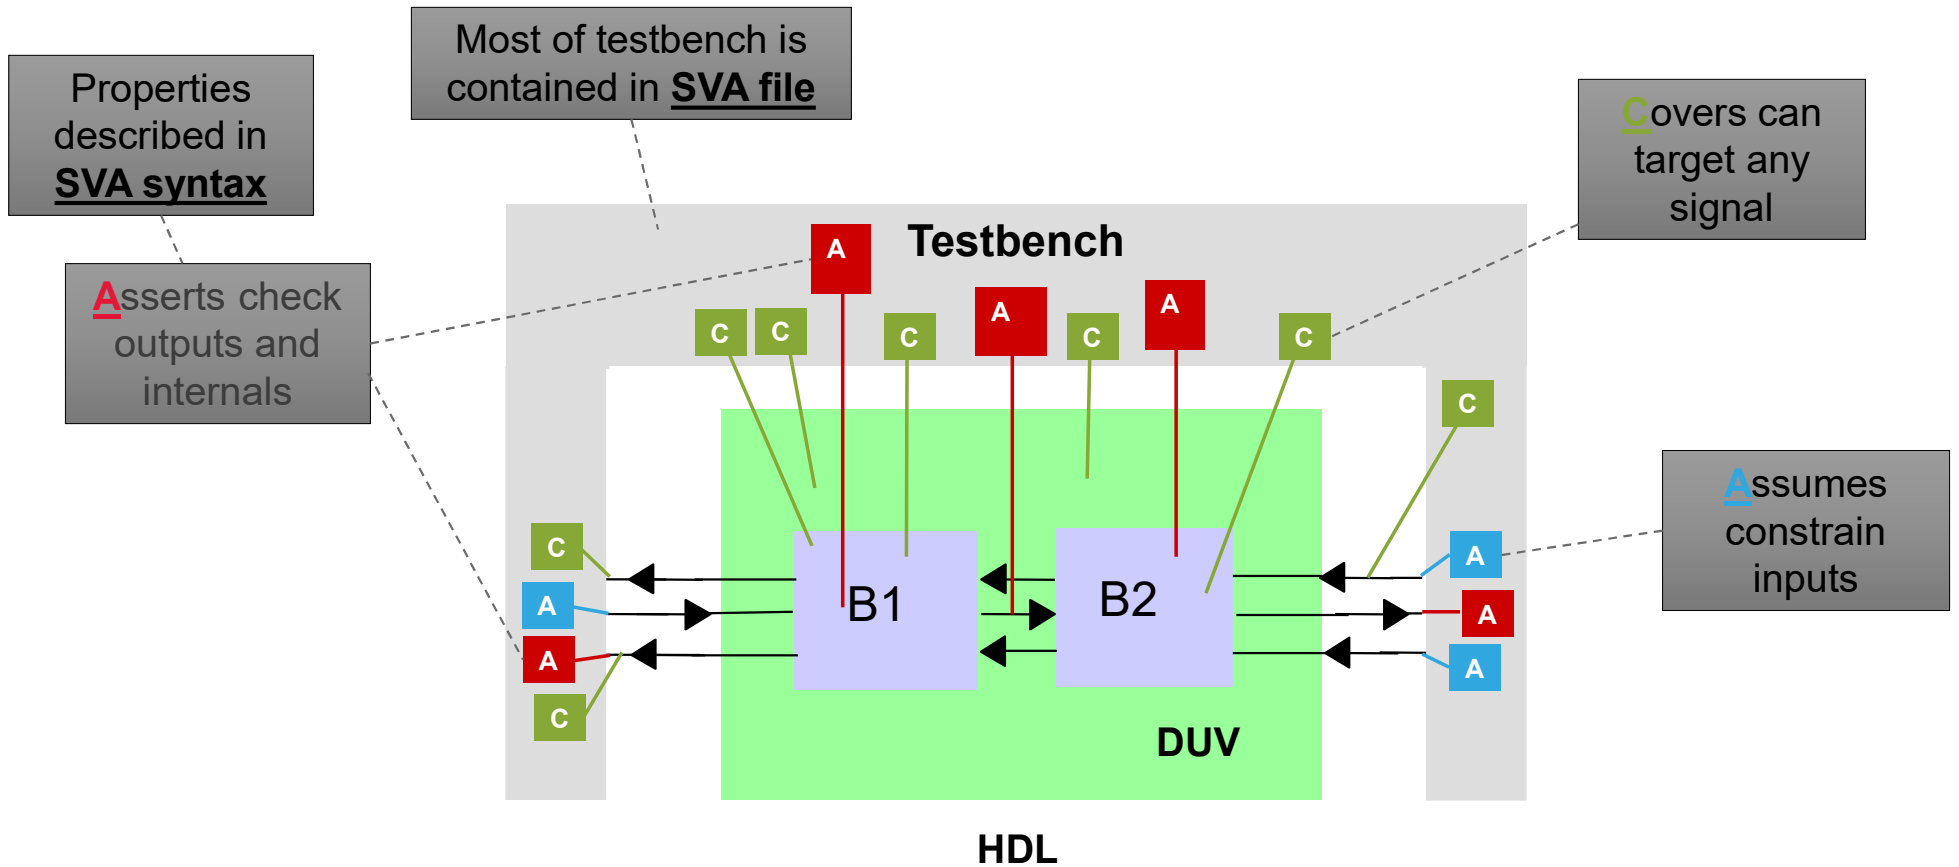 Most of testbench is
contained in SVA file
Properties
described in
SVA syntax
Covers can
target any
signal
Testbench
A
A
A
Asserts check
outputs and
internals
C
C
C
C
C
C
Assumes
constrain
inputs
C
A
A
A
B1
B2
A
A
C
DUV
HDL